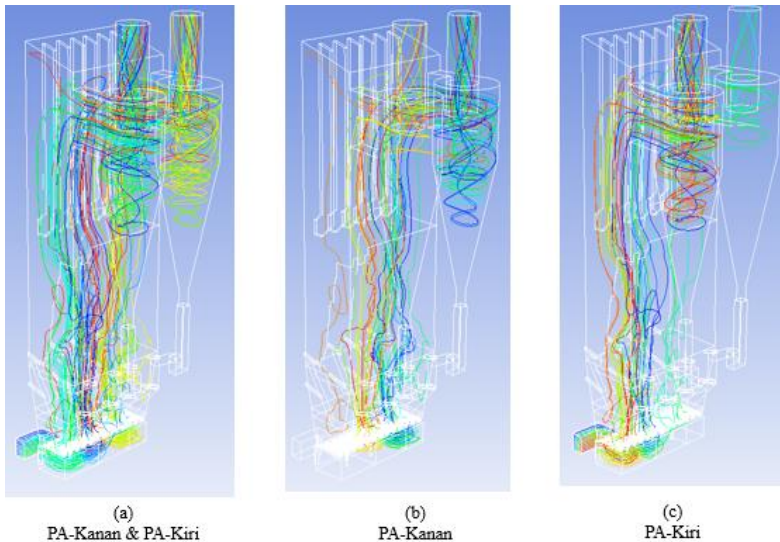 (a)
PA-Kanan & PA-Kiri
(b)
PA-Kanan
(c)
PA-Kiri